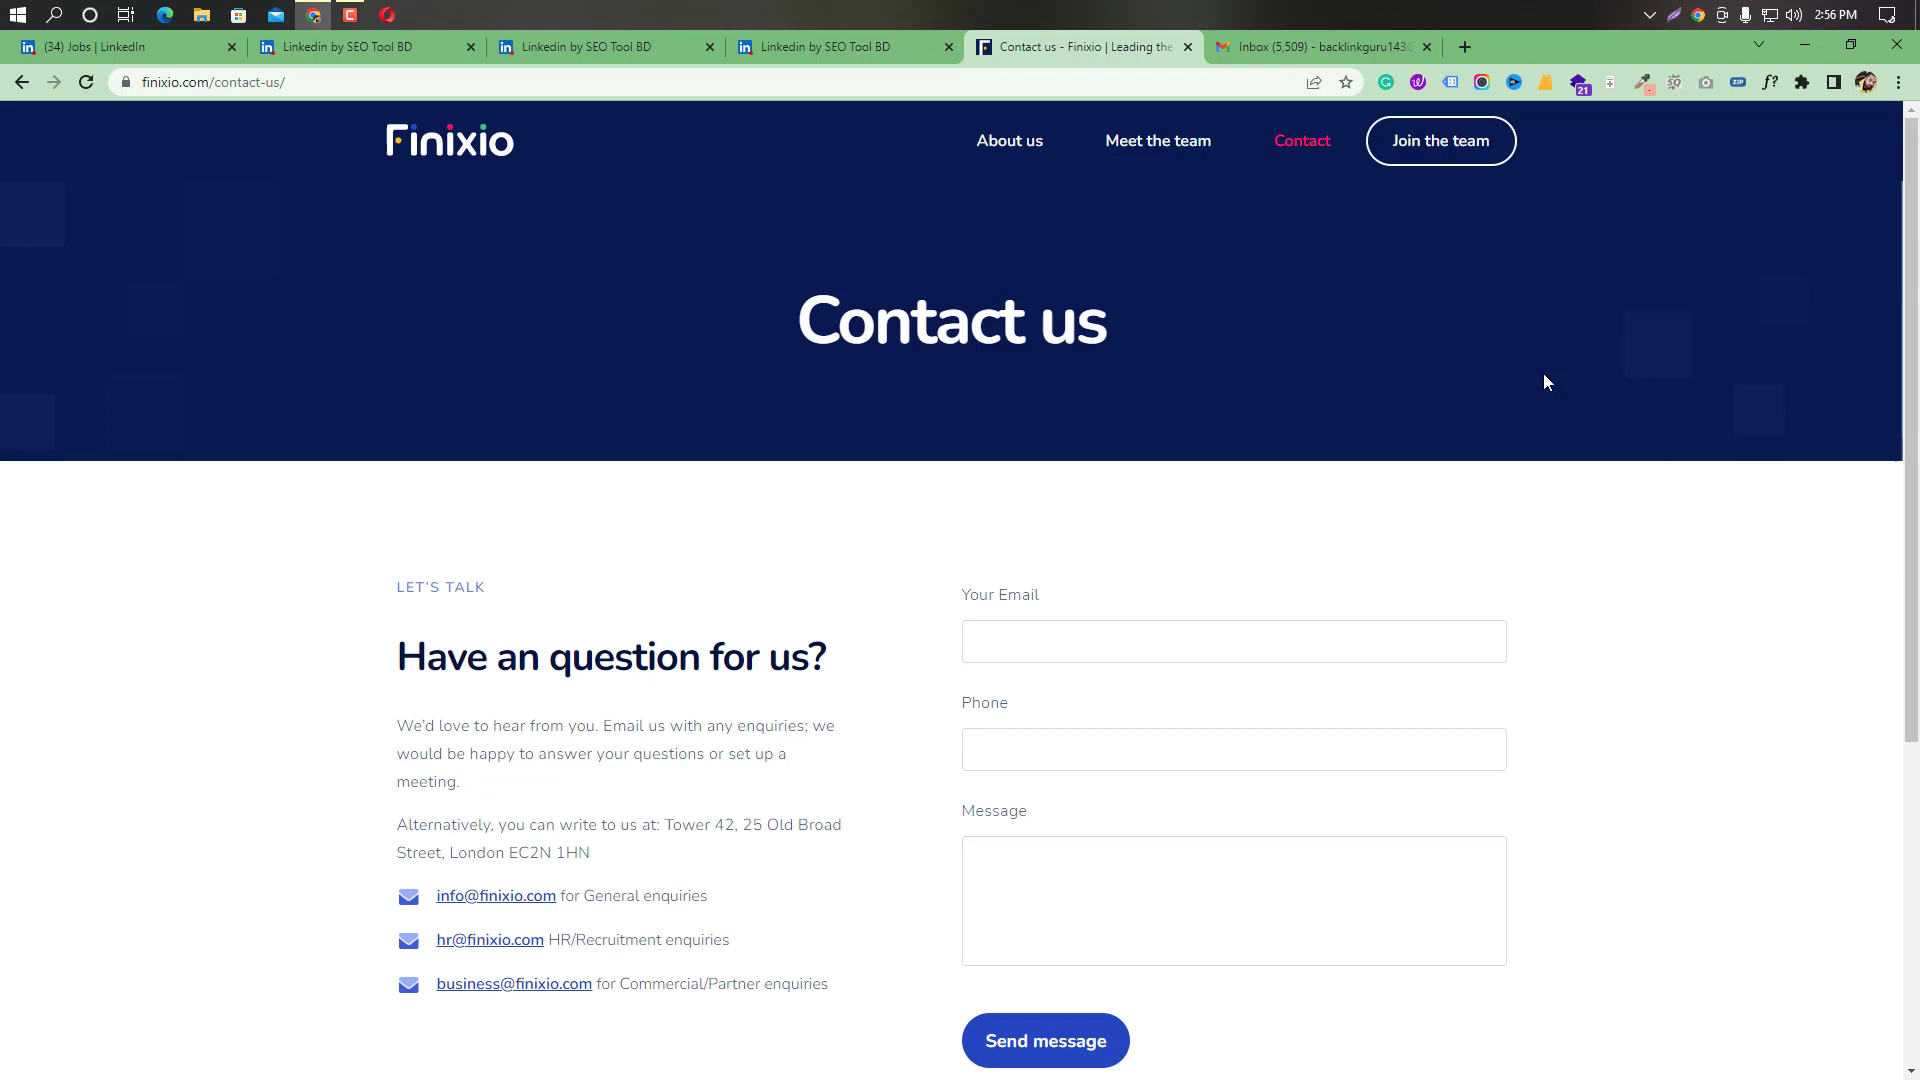 2:56 PM
(34) Jobs | LinkedIn
Linkedin by SEO Tool BD
Linkedin by SEO Tool BD
Linkedin by SEO Tool BD
Contact us - Finixio | Leading the
Inbox (5,509) - backlinkguru143@
finixio.com/contact-us/
21
ZIP
f?
Finixio
About us
Meet the team
Contact
Join the team
Contact us
LET'S TALK
Have an question for us?
We'd love to hear from you. Email us with any enquiries; we
would be happy to answer your questions or set up a
meeting.
Alternatively, you can write to us at: Tower 42, 25 Old Broad
Street, London EC2N 1HN
info@finixio.com for General enquiries
hr@finixio.com HR/Recruitment enquiries
business@finixio.com for Commercial/Partner enquiries
Your Email
Phone
Message
Send message